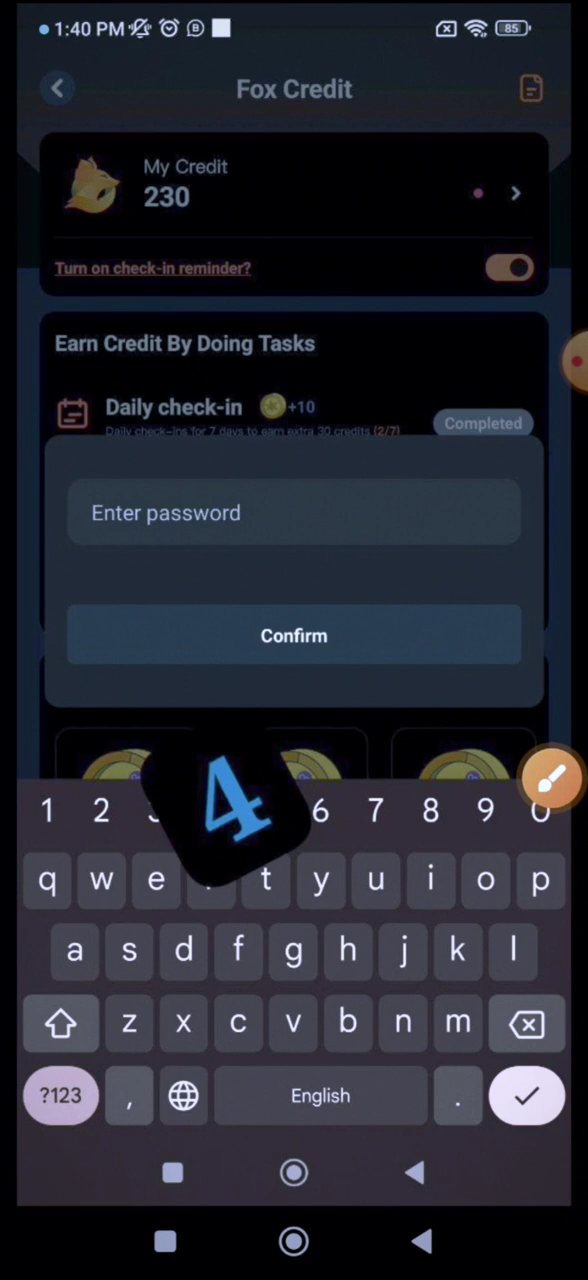 1:40 PM
85
Fox Credit
My Credit
230
Turn on check-in reminder?
Earn Credit By Doing Tasks
Daily check-in +10
Daily check-ins for 7 days to earn extra 30 credits (2/7)
Completed
Enter password
Confirm
4
1 2 6 7 8 9 0
q w e t y u i o p
a s d f g h j k l
z x c v b n m
?123 , English .